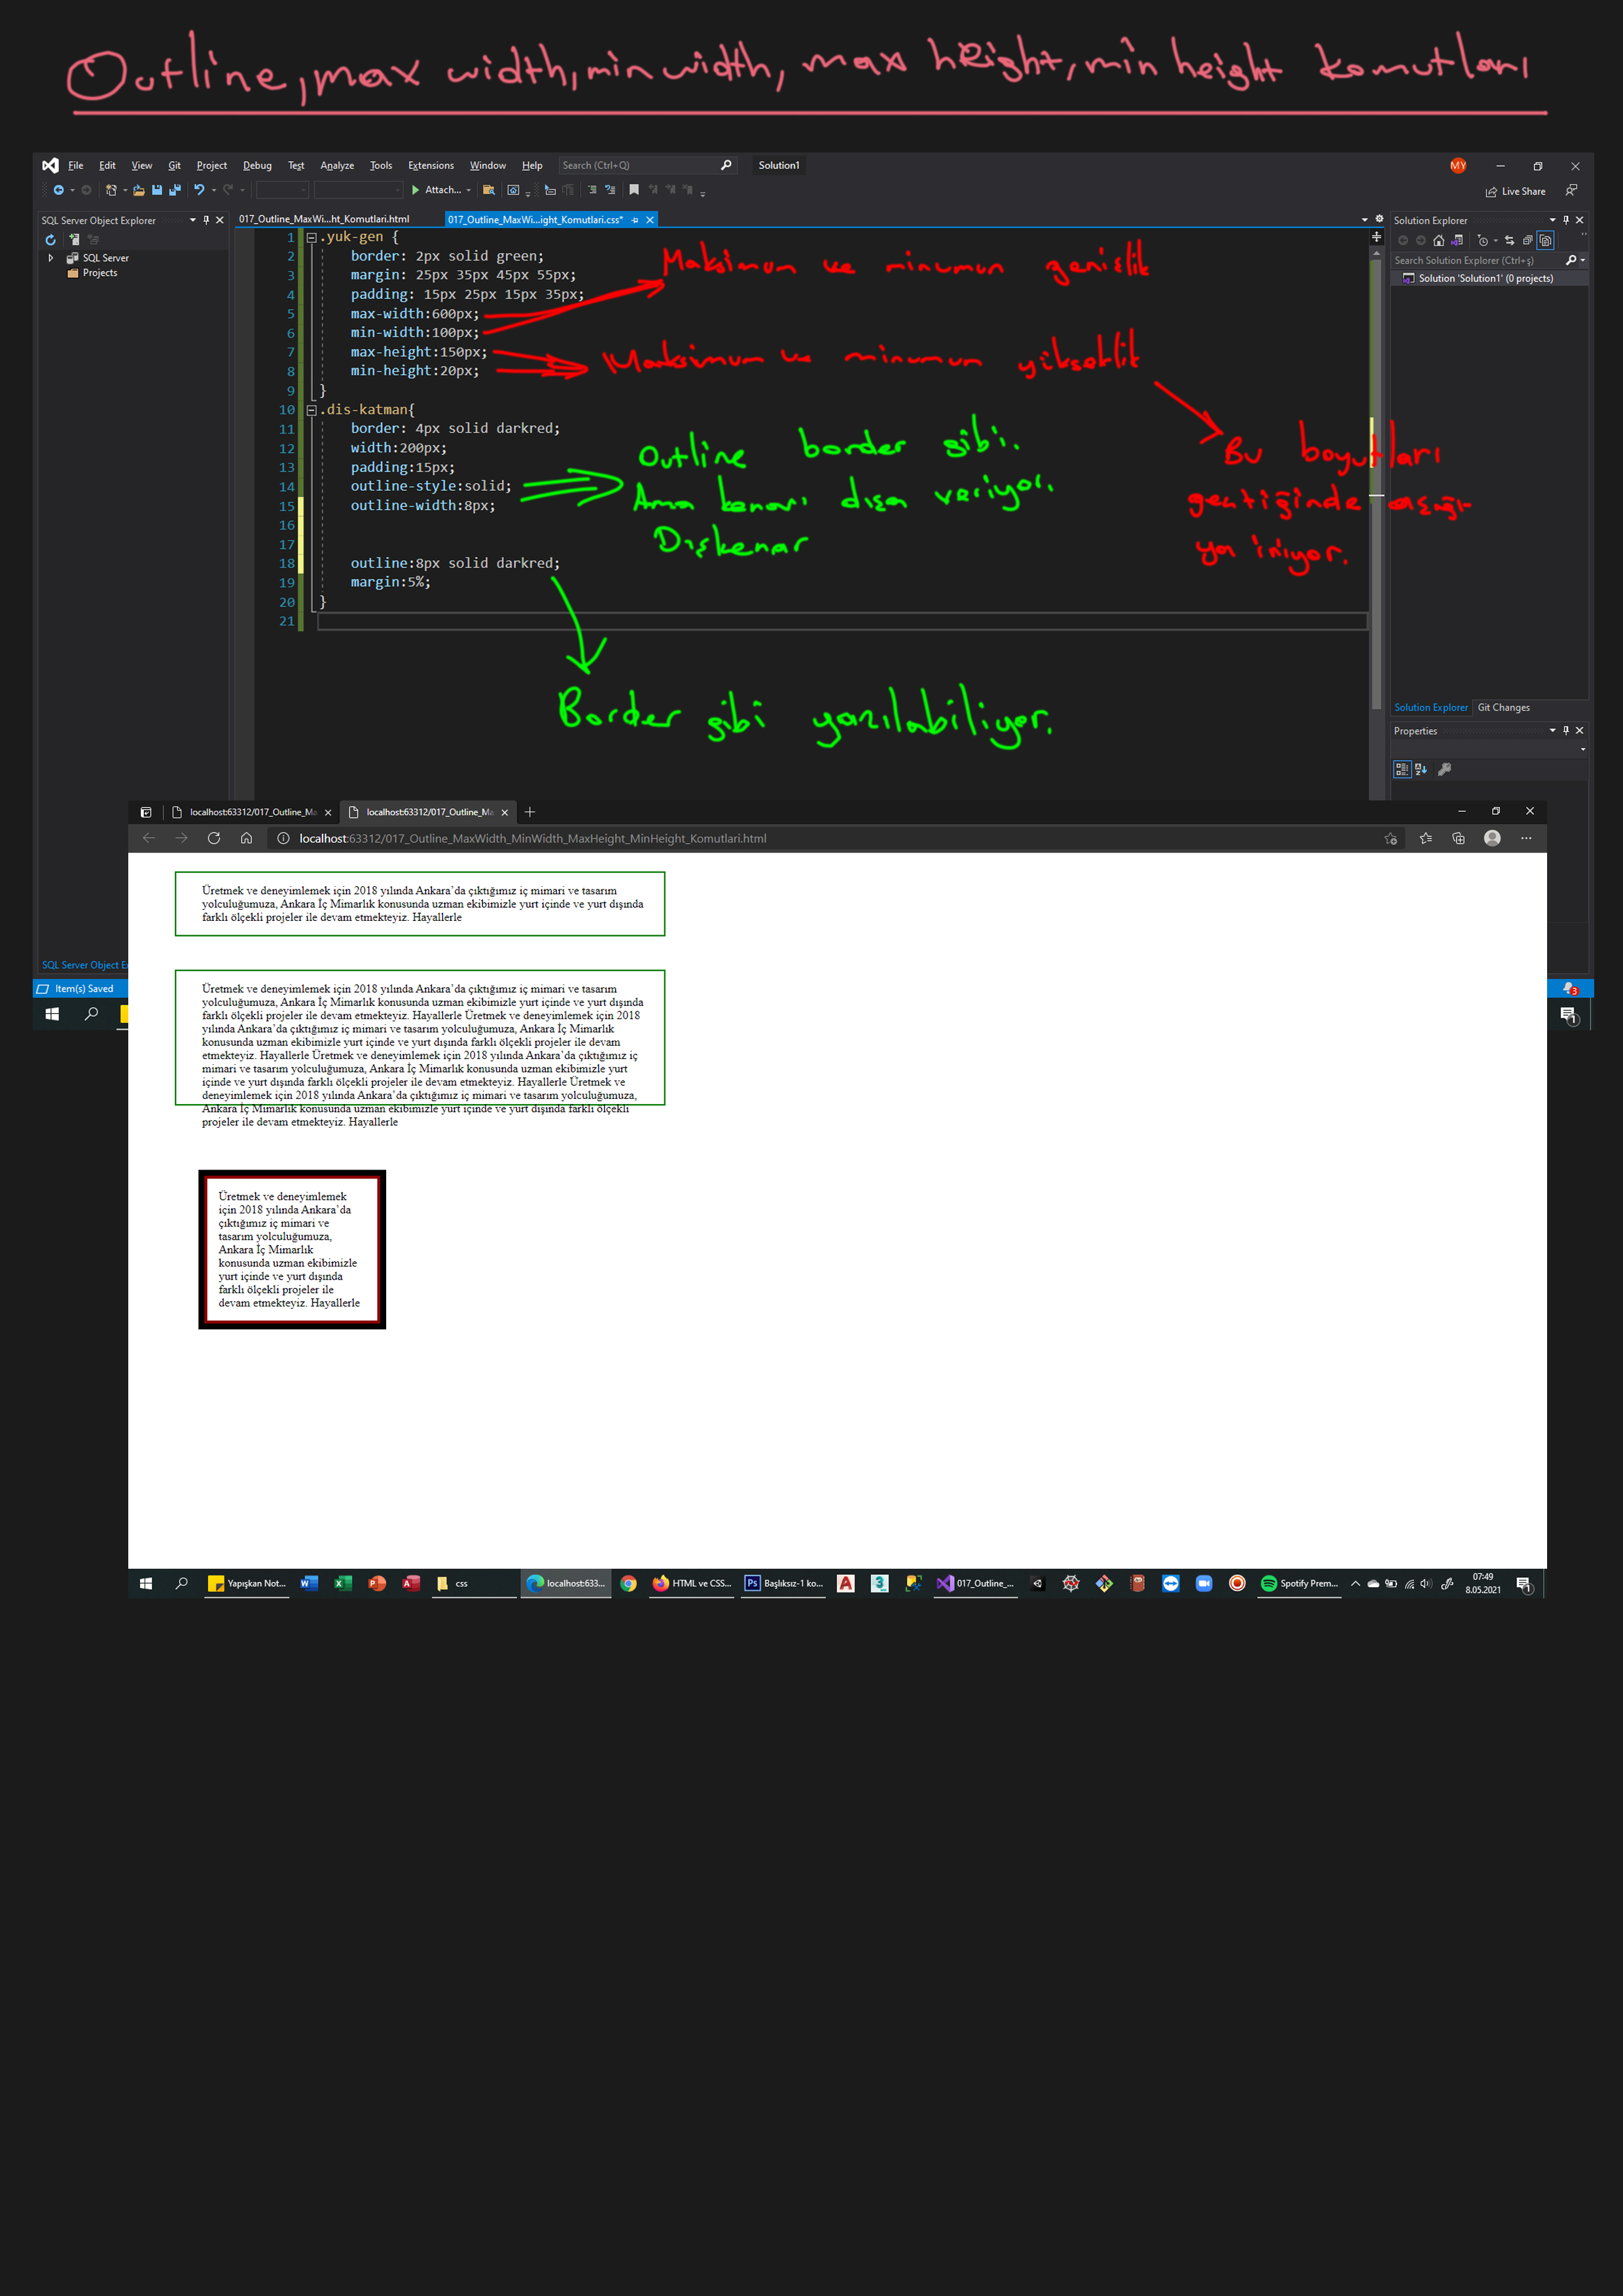 Outline, max width, min width, max height, min height komutları
File Edit View Git Project Debug Test Analyze Tools Extensions Window Help Search (Ctrl+Q) Solution1 MY
Attach... Live Share
SQL Server Object Explorer
SQL Server
Projects
017_Outline_MaxWi...ht_Komutlari.html 017_Outline_MaxWi...ight_Komutlari.css*
1 .yuk-gen {
2 border: 2px solid green;
3 margin: 25px 35px 45px 55px;
4 padding: 15px 25px 15px 35px;
5 max-width:600px;
6 min-width:100px;
7 max-height:150px;
8 min-height:20px;
9 }
10 .dis-katman{
11 border: 4px solid darkred;
12 width:200px;
13 padding:15px;
14 outline-style:solid;
15 outline-width:8px;
16
17
18 outline:8px solid darkred;
19 margin:5%;
20 }
21
Maksimun ve minumun genişlik
Maksimum ve minumun yükseklik
Bu boyutları
geçtiğinde aşağı
ya iniyor.
Outline border gibi.
Ama kenarı dışa veriyor.
Dışkenar
Border gibi yazılabiliyor.
Solution Explorer
Search Solution Explorer (Ctrl+ş)
Solution 'Solution1' (0 projects)
Solution Explorer Git Changes
Properties
SQL Server Object Ex
Item(s) Saved
3
1
localhost:63312/017_Outline_Ma localhost:63312/017_Outline_Ma
localhost:63312/017_Outline_MaxWidth_MinWidth_MaxHeight_MinHeight_Komutlari.html
Üretmek ve deneyimlemek için 2018 yılında Ankara'da çıktığımız iç mimari ve tasarım
yolculuğumuza, Ankara İç Mimarlık konusunda uzman ekibimizle yurt içinde ve yurt dışında
farklı ölçekli projeler ile devam etmekteyiz. Hayallerle
Üretmek ve deneyimlemek için 2018 yılında Ankara'da çıktığımız iç mimari ve tasarım
yolculuğumuza, Ankara İç Mimarlık konusunda uzman ekibimizle yurt içinde ve yurt dışında
farklı ölçekli projeler ile devam etmekteyiz. Hayallerle Üretmek ve deneyimlemek için 2018
yılında Ankara'da çıktığımız iç mimari ve tasarım yolculuğumuza, Ankara İç Mimarlık
konusunda uzman ekibimizle yurt içinde ve yurt dışında farklı ölçekli projeler ile devam
etmekteyiz. Hayallerle Üretmek ve deneyimlemek için 2018 yılında Ankara'da çıktığımız iç
mimari ve tasarım yolculuğumuza, Ankara İç Mimarlık konusunda uzman ekibimizle yurt
içinde ve yurt dışında farklı ölçekli projeler ile devam etmekteyiz. Hayallerle Üretmek ve
deneyimlemek için 2018 yılında Ankara'da çıktığımız iç mimari ve tasarım yolculuğumuza,
Ankara İç Mimarlık konusunda uzman ekibimizle yurt içinde ve yurt dışında farklı ölçekli
projeler ile devam etmekteyiz. Hayallerle
Üretmek ve deneyimlemek
için 2018 yılında Ankara'da
çıktığımız iç mimari ve
tasarım yolculuğumuza,
Ankara İç Mimarlık
konusunda uzman ekibimizle
yurt içinde ve yurt dışında
farklı ölçekli projeler ile
devam etmekteyiz. Hayallerle
Yapışkan Not... css localhost:633... HTML ve CSS... Başlıksız-1 ko... 017_Outline_... Spotify Prem... 07:49
8.05.2021
1